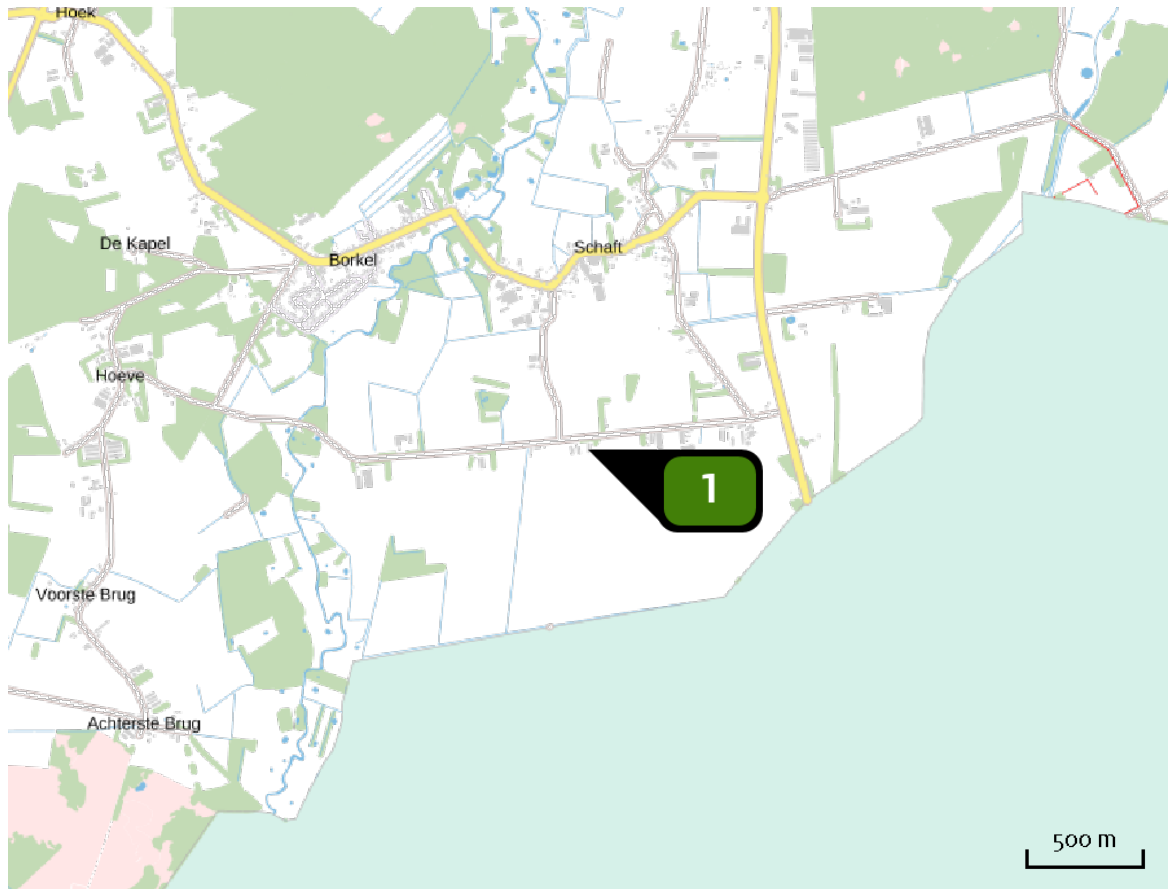 Hoek
De Kapel
Borkel
Schaft
Hoeve
1
Voorste Brug
Achterste Brug
500 m